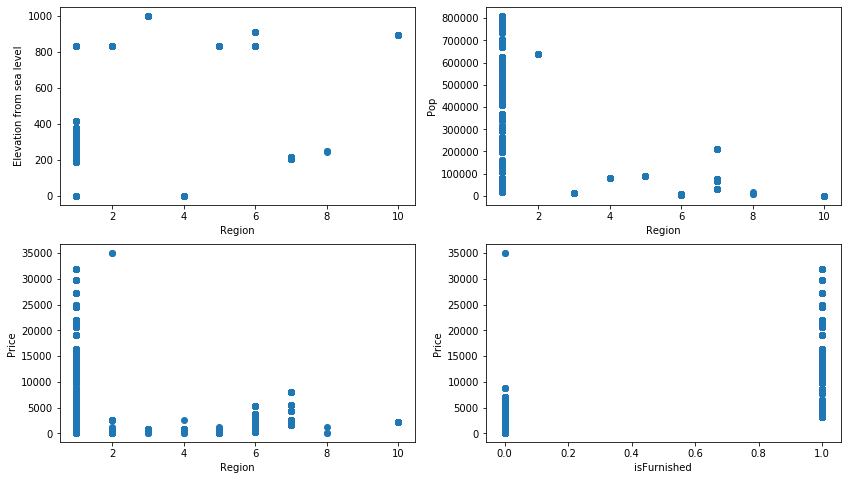 1000
800
600
400
200
0
Elevation from sea level
2 4 6 8 10
Region
800000
700000
600000
500000
400000
300000
200000
100000
0
Pop
2 4 6 8 10
Region
35000
30000
25000
20000
15000
10000
5000
0
Price
2 4 6 8 10
Region
35000
30000
25000
20000
15000
10000
5000
0
Price
0.0 0.2 0.4 0.6 0.8 1.0
isFurnished